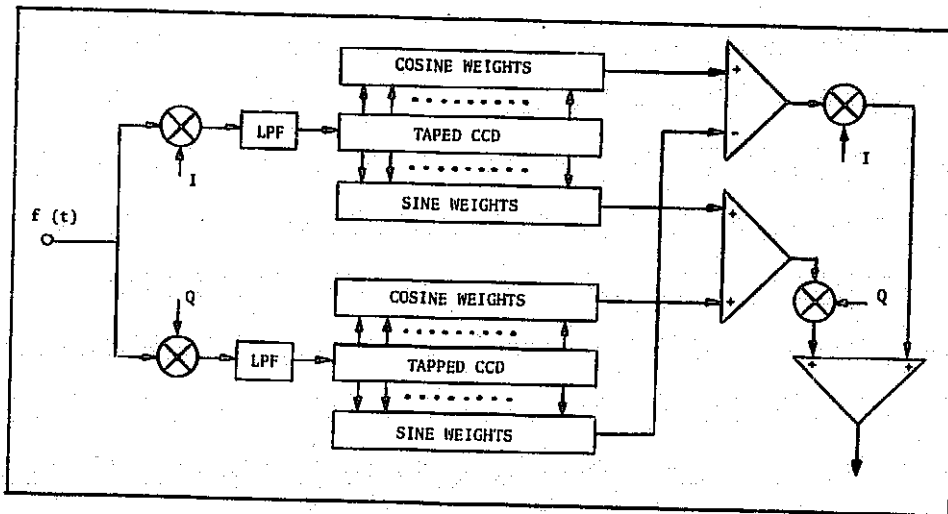 COSINE WEIGHTS
LPF
TAPED CCD
I
SINE WEIGHTS
f (t)
Q
COSINE WEIGHTS
LPF
TAPPED CCD
SINE WEIGHTS
+
-
I
+
+
Q
+
+